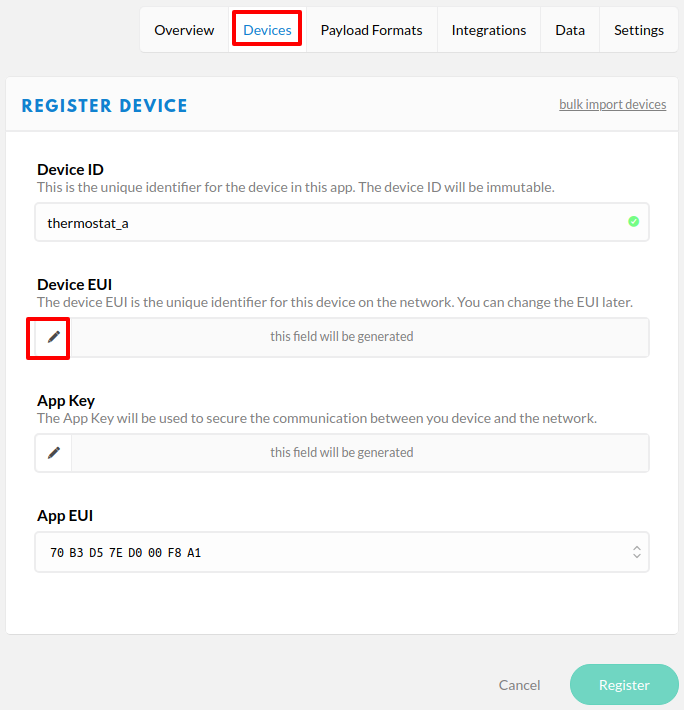 Overview Devices Payload Formats Integrations Data Settings
REGISTER DEVICE bulk import devices
Device ID
This is the unique identifier for the device in this app. The device ID will be immutable.
thermostat_a
Device EUI
The device EUI is the unique identifier for this device on the network. You can change the EUI later.
this field will be generated
App Key
The App Key will be used to secure the communication between you device and the network.
this field will be generated
App EUI
70 B3 D5 7E D0 00 F8 A1
Cancel Register